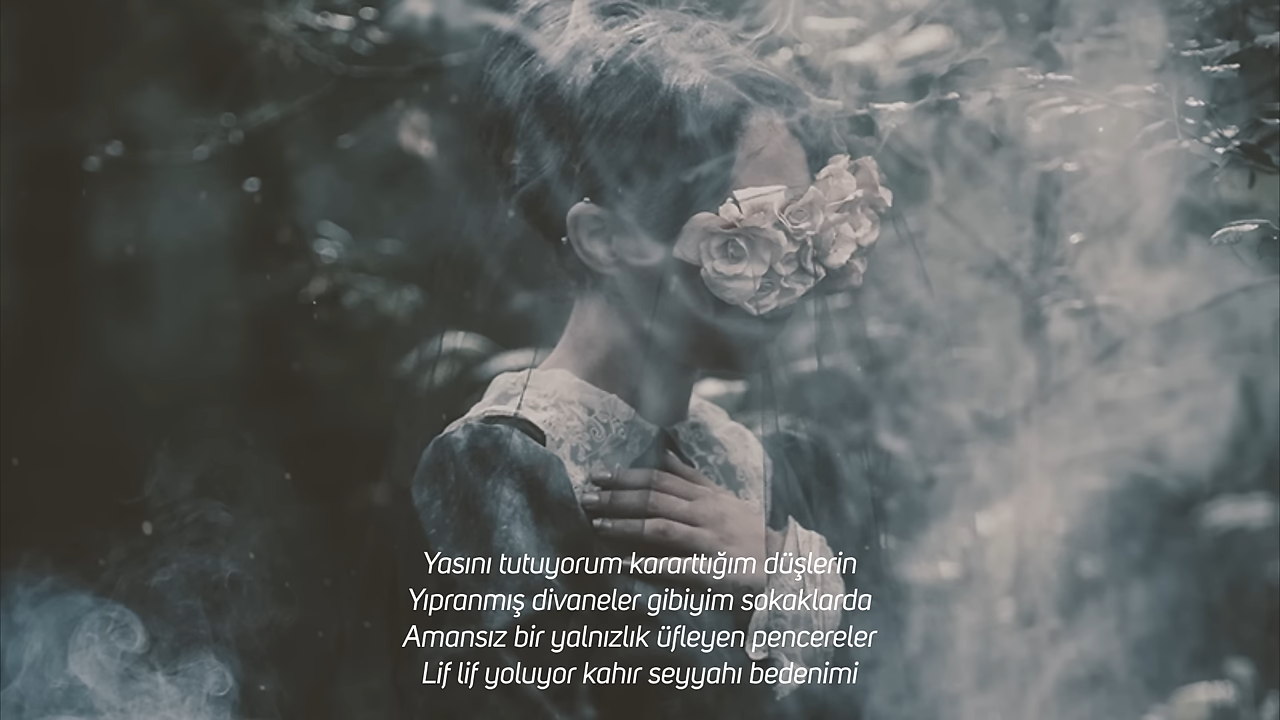 Yasını tutuyorum kararttığım düşlerin
Yıpranmış divaneler gibiyim sokaklarda
Amansız bir yalnızlık üfleyen pencereler
Lif lif yoluyor kahır seyyahı bedenimi